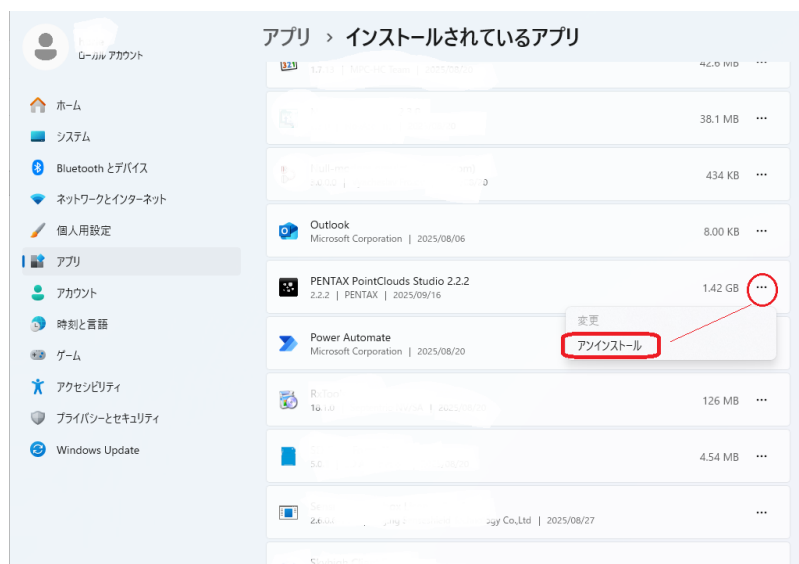 アプリ › インストールされているアプリ
ローカル アカウント
ホーム
システム
Bluetooth とデバイス
ネットワークとインターネット
個人用設定
アプリ
アカウント
時刻と言語
ゲーム
アクセシビリティ
プライバシーとセキュリティ
Windows Update
42.6 MB
38.1 MB
434 KB
Outlook
Microsoft Corporation | 2025/08/06
8.00 KB
PENTAX PointClouds Studio 2.2.2
2.2.2 | PENTAX | 2025/09/16
1.42 GB
変更
アンインストール
Power Automate
Microsoft Corporation | 2025/08/20
126 MB
4.54 MB
Co.,Ltd | 2025/08/27